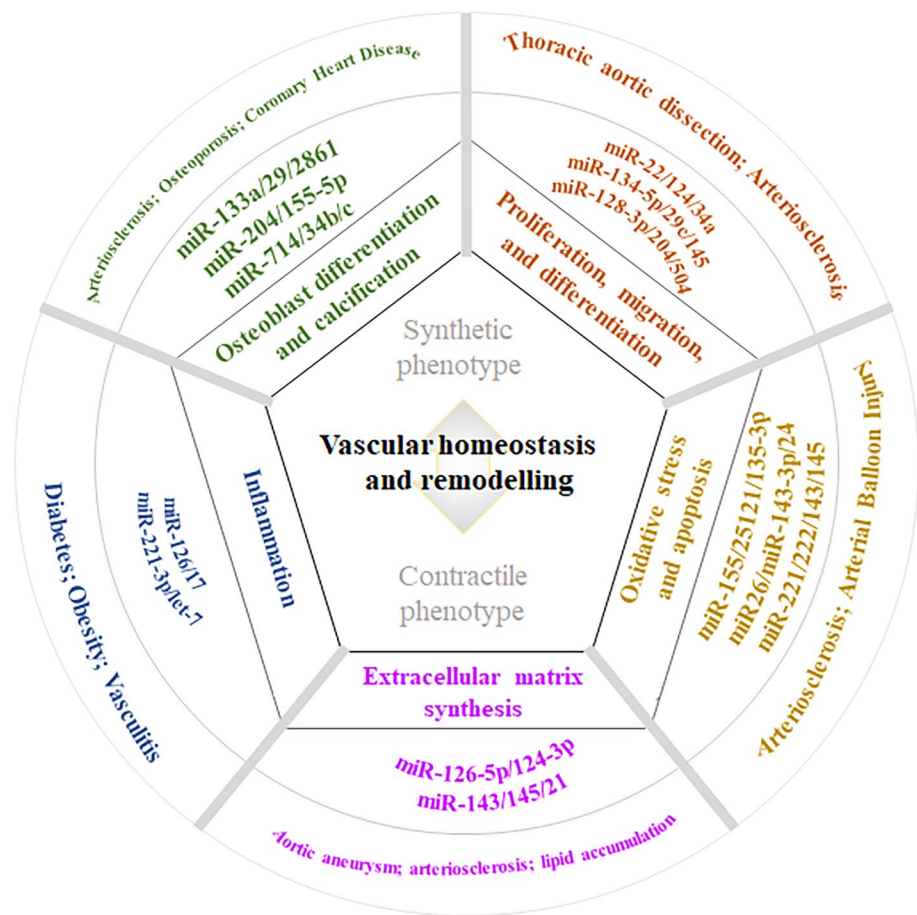 Arteriosclerosis; Osteoporosis; Coronary Heart Disease
miR-133a/29/2861
miR-204/155-5p
miR-714/34b/c
Osteoblast differentiation
and calcification
Thoracic aortic dissection; Arteriosclerosis
miR-22/124/34a
miR-134-5p/29c/145
miR-128-3p/204/504
Proliferation, migration,
and differentiation
Synthetic
phenotype
Vascular homeostasis
and remodelling
Contractile
phenotype
Oxidative stress
and apoptosis
miR-155/25121/135-3p
miR26/miR-143-3p/24
miR-221/222/143/145
Arteriosclerosis; Arterial Balloon Injury
Extracellular matrix
synthesis
miR-126-5p/124-3p
miR-143/145/21
Aortic aneurysm; arteriosclerosis; lipid accumulation
Inflammation
miR-126/17
miR-221-3p/let-7
Diabetes; Obesity; Vasculitis